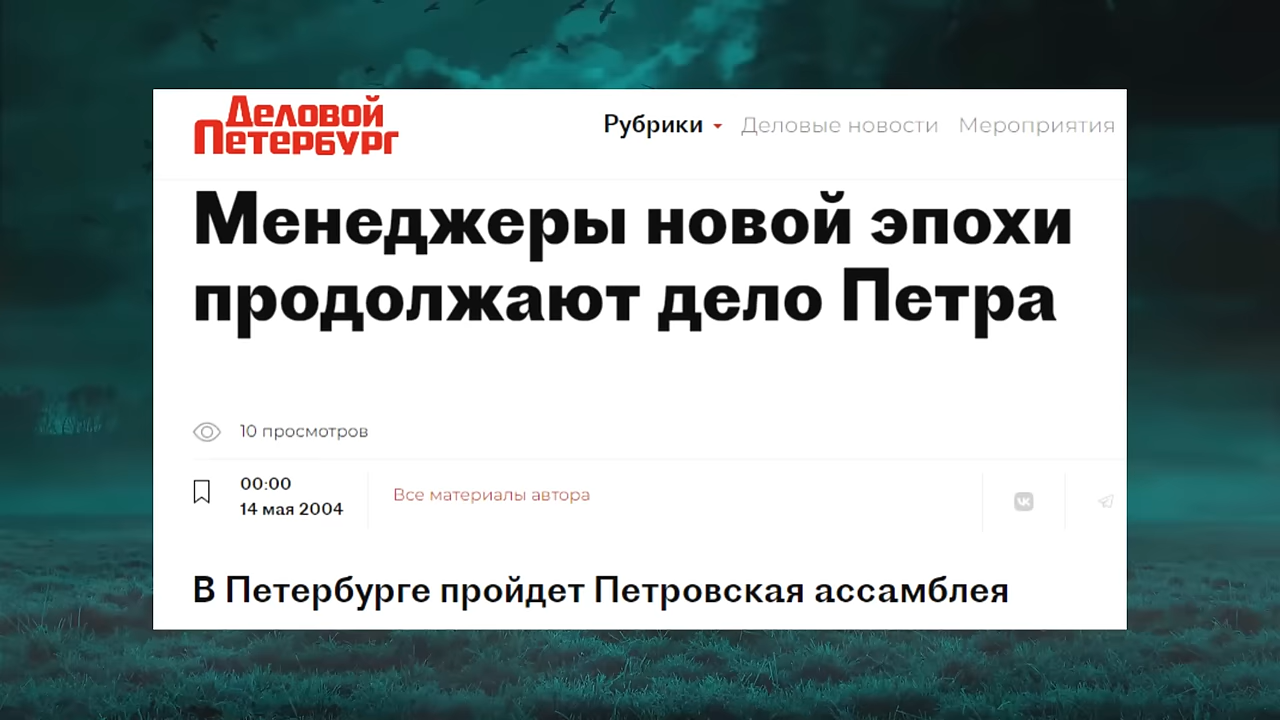 Деловой
Петербург
Рубрики Деловые новости Мероприятия
Менеджеры новой эпохи
продолжают дело Петра
10 просмотров
00:00
14 мая 2004
Все материалы автора
В Петербурге пройдет Петровская ассамблея